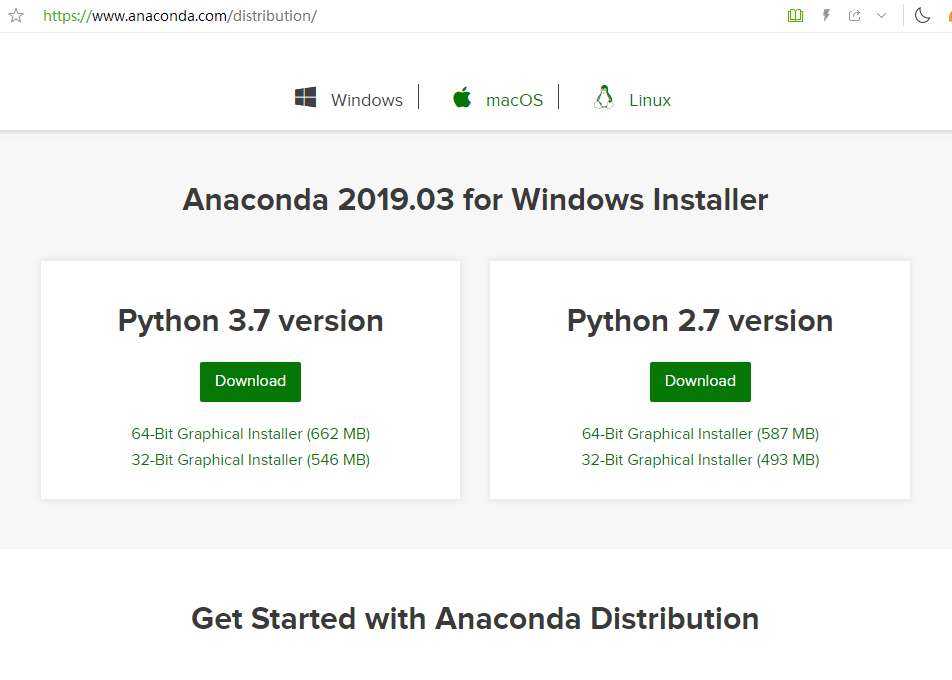 https://www.anaconda.com/distribution/
Windows
macOS
Linux
Anaconda 2019.03 for Windows Installer
Python 3.7 version
Download
64-Bit Graphical Installer (662 MB)
32-Bit Graphical Installer (546 MB)
Python 2.7 version
Download
64-Bit Graphical Installer (587 MB)
32-Bit Graphical Installer (493 MB)
Get Started with Anaconda Distribution